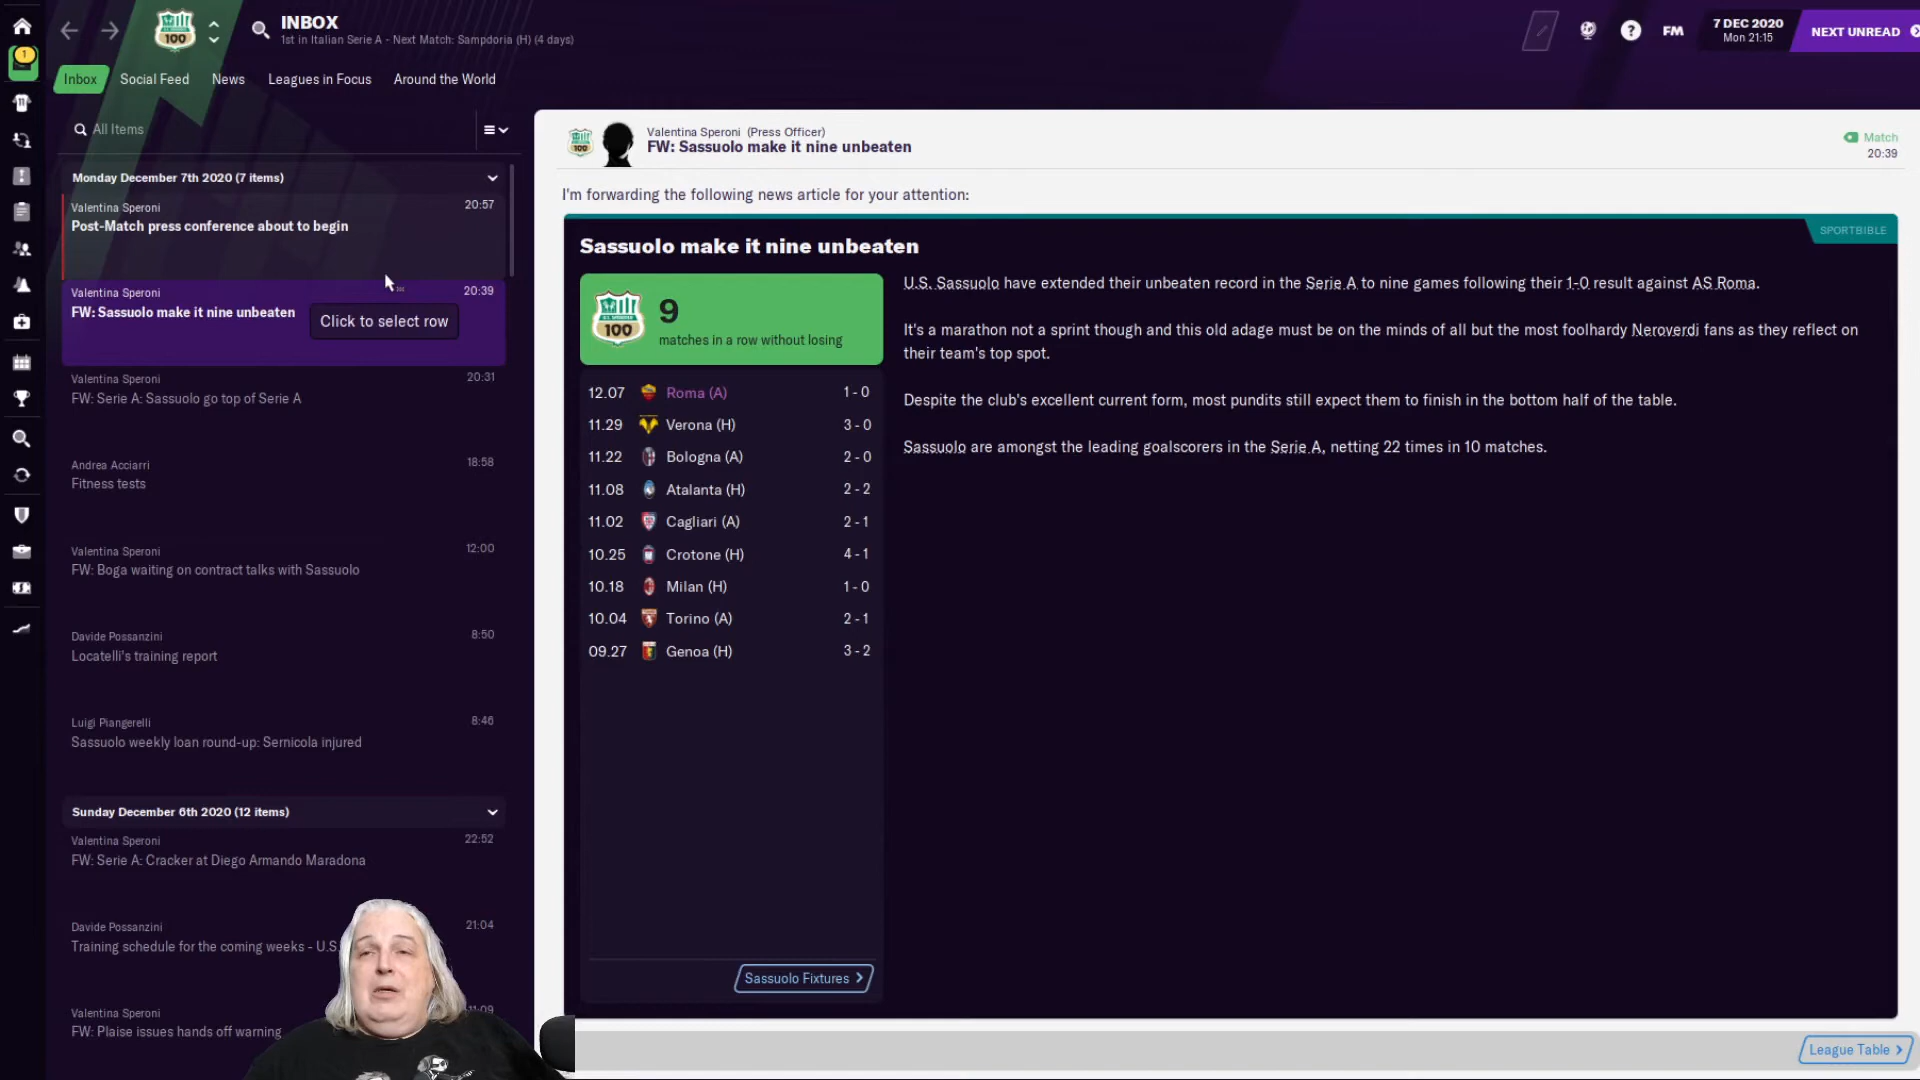 INBOX
1st in Italian Serie A - Next Match: Sampdoria (H) (4 days)
1
100
FM
7 DEC 2020
Mon 21:15
NEXT UNREAD
Inbox
Social Feed
News
Leagues in Focus
Around the World
All Items
Monday December 7th 2020 (7 items)
Valentina Speroni
20:57
Post-Match press conference about to begin
Valentina Speroni
20:39
FW: Sassuolo make it nine unbeaten
Click to select row
Valentina Speroni
20:31
FW: Serie A: Sassuolo go top of Serie A
Andrea Acciarri
18:58
Fitness tests
Valentina Speroni
12:00
FW: Boga waiting on contract talks with Sassuolo
Davide Possanzini
8:50
Locatelli's training report
Luigi Piangerelli
8:46
Sassuolo weekly loan round-up: Sernicola injured
Sunday December 6th 2020 (12 items)
Valentina Speroni
22:52
FW: Serie A: Cracker at Diego Armando Maradona
Davide Possanzini
21:04
Training schedule for the coming weeks - U.S.
Valentina Speroni
FW: Plaise issues hands off warning
Valentina Speroni (Press Officer)
FW: Sassuolo make it nine unbeaten
Match
20:39
I'm forwarding the following news article for your attention:
SPORTBIBLE
Sassuolo make it nine unbeaten
100
9
matches in a row without losing
12.07 Roma (A) 1 - 0
11.29 Verona (H) 3 - 0
11.22 Bologna (A) 2 - 0
11.08 Atalanta (H) 2 - 2
11.02 Cagliari (A) 2 - 1
10.25 Crotone (H) 4 - 1
10.18 Milan (H) 1 - 0
10.04 Torino (A) 2 - 1
09.27 Genoa (H) 3 - 2
Sassuolo Fixtures
U.S. Sassuolo have extended their unbeaten record in the Serie A to nine games following their 1-0 result against AS Roma.
It's a marathon not a sprint though and this old adage must be on the minds of all but the most foolhardy Neroverdi fans as they reflect on
their team's top spot.
Despite the club's excellent current form, most pundits still expect them to finish in the bottom half of the table.
Sassuolo are amongst the leading goalscorers in the Serie A, netting 22 times in 10 matches.
League Table